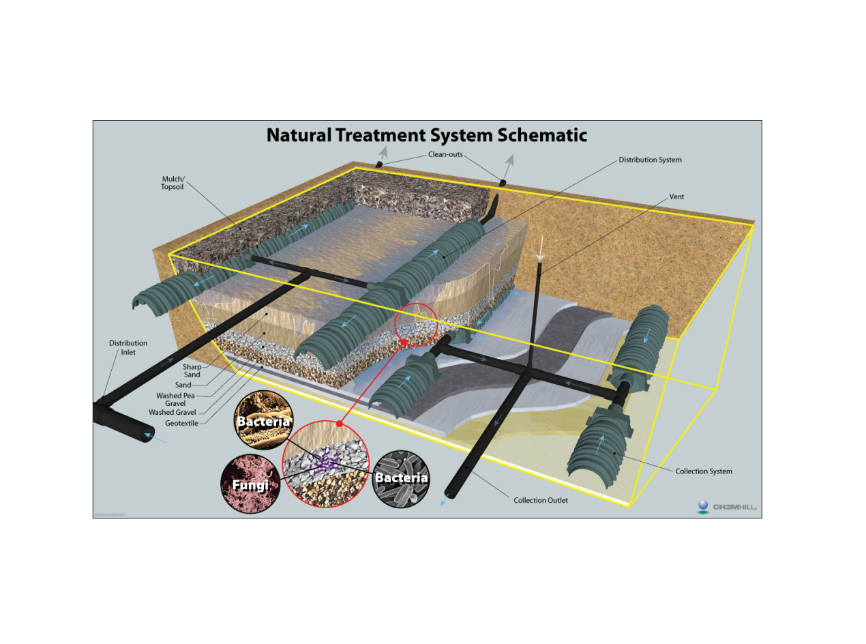 Natural Treatment System Schematic
Clean-outs
Distribution System
Mulch/
Topsoil
Vent
Distribution
Inlet
Sharp
Sand
Sand
Washed Pea
Gravel
Washed Gravel
Geotextile
Bacteria
Fungi
Bacteria
Collection System
Collection Outlet
CH2MHILL